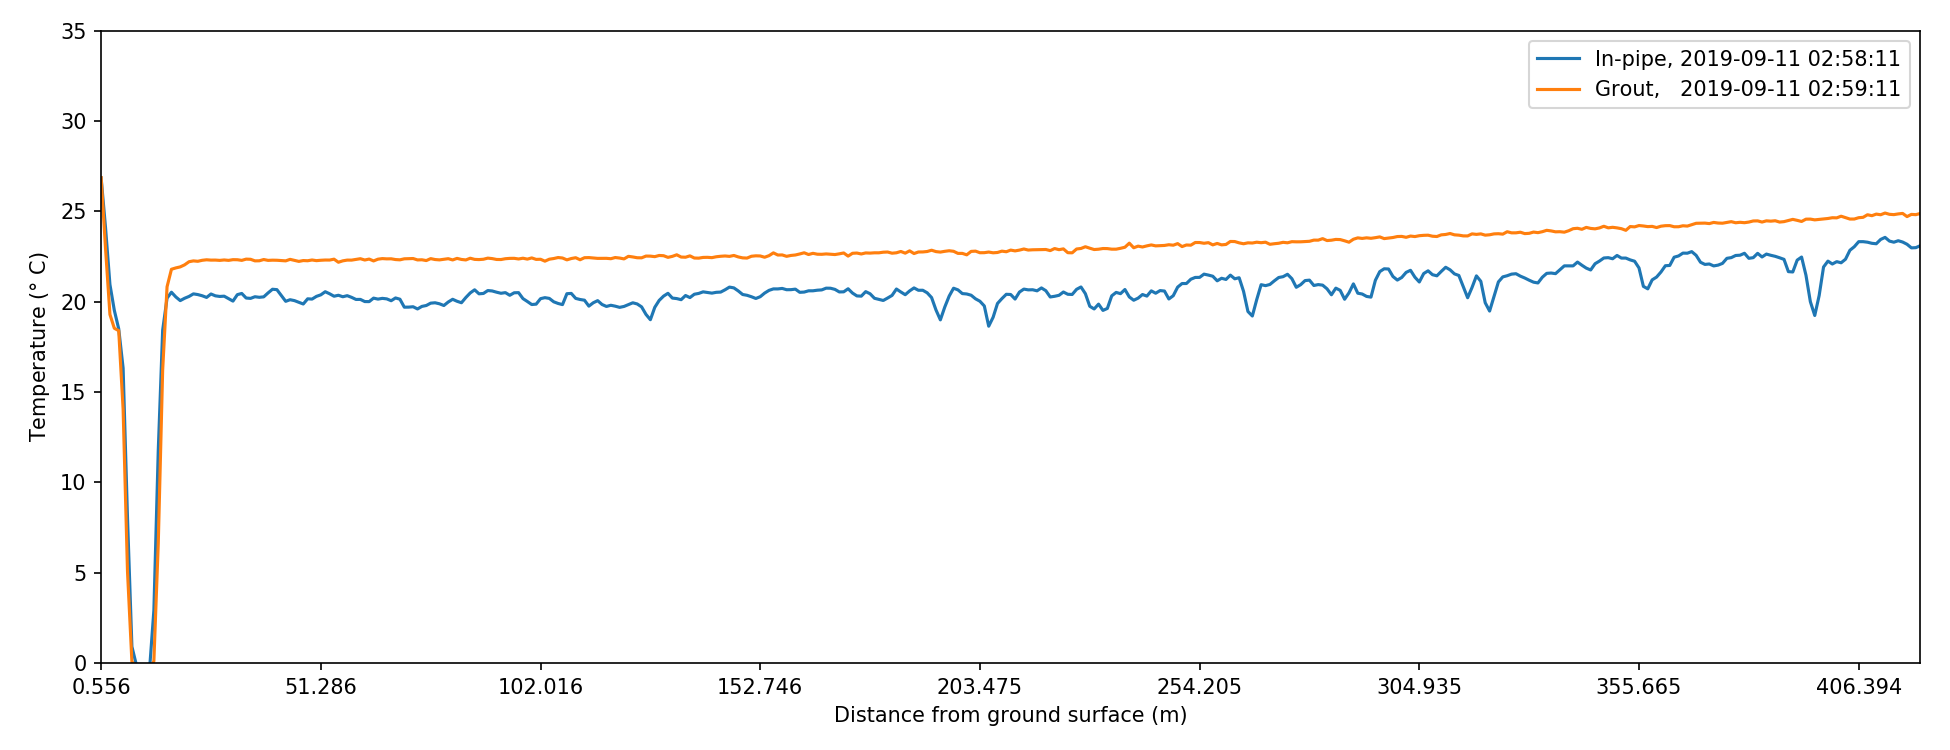 In-pipe, 2019-09-11 02:58:11
Grout, 2019-09-11 02:59:11
Temperature (° C)
35
30
25
20
15
10
5
0
0.556 51.286 102.016 152.746 203.475 254.205 304.935 355.665 406.394
Distance from ground surface (m)